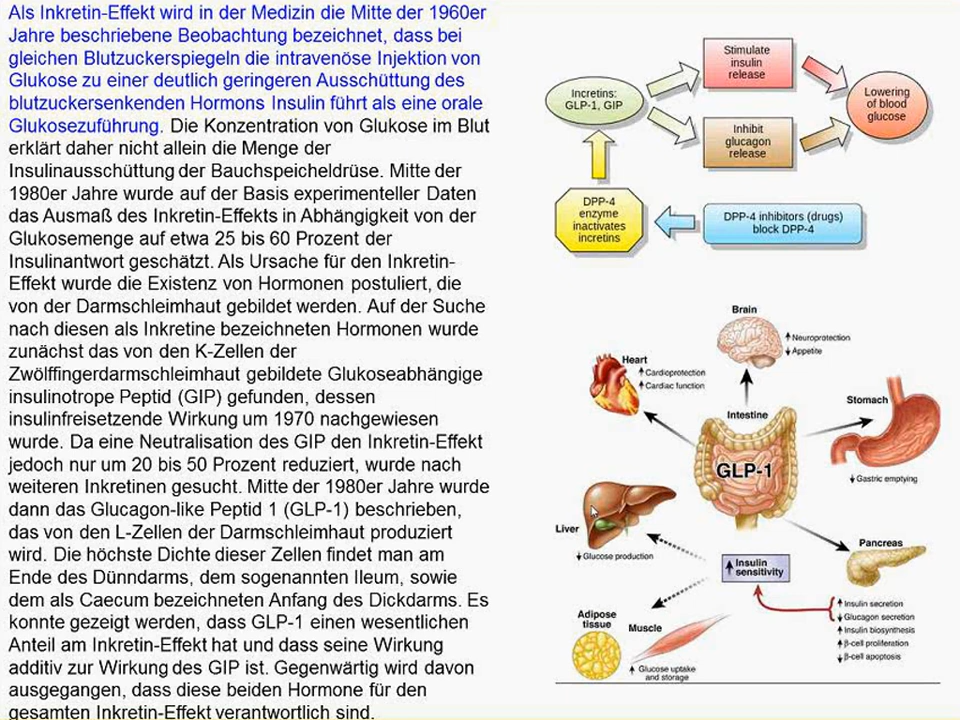 Als Inkretin-Effekt wird in der Medizin die Mitte der 1960er
Jahre beschriebene Beobachtung bezeichnet, dass bei
gleichen Blutzuckerspiegeln die intravenöse Injektion von
Glukose zu einer deutlich geringeren Ausschüttung des
blutzuckersenkenden Hormons Insulin führt als eine orale
Glukosezuführung. Die Konzentration von Glukose im Blut
erklärt daher nicht allein die Menge der
Insulinausschüttung der Bauchspeicheldrüse. Mitte der
1980er Jahre wurde auf der Basis experimenteller Daten
das Ausmaß des Inkretin-Effekts in Abhängigkeit von der
Glukosemenge auf etwa 25 bis 60 Prozent der
Insulinantwort geschätzt. Als Ursache für den Inkretin-
Effekt wurde die Existenz von Hormonen postuliert, die
von der Darmschleimhaut gebildet werden. Auf der Suche
nach diesen als Inkretine bezeichneten Hormonen wurde
zunächst das von den K-Zellen der
Zwölffingerdarmschleimhaut gebildete Glukoseabhängige
insulinotrope Peptid (GIP) gefunden, dessen
insulinfreisetzende Wirkung um 1970 nachgewiesen
wurde. Da eine Neutralisation des GIP den Inkretin-Effekt
jedoch nur um 20 bis 50 Prozent reduziert, wurde nach
weiteren Inkretinen gesucht. Mitte der 1980er Jahre wurde
dann das Glucagon-like Peptid 1 (GLP-1) beschrieben,
das von den L-Zellen der Darmschleimhaut produziert
wird. Die höchste Dichte dieser Zellen findet man am
Ende des Dünndarms, dem sogenannten Ileum, sowie
dem als Caecum bezeichneten Anfang des Dickdarms. Es
konnte gezeigt werden, dass GLP-1 einen wesentlichen
Anteil am Inkretin-Effekt hat und dass seine Wirkung
additiv zur Wirkung des GIP ist. Gegenwärtig wird davon
ausgegangen, dass diese beiden Hormone für den
gesamten Inkretin-Effekt verantwortlich sind.
Stimulate
insulin
release
Incretins:
GLP-1, GIP
Lowering
of blood
glucose
Inhibit
glucagon
release
DPP-4
enzyme
inactivates
incretins
DPP-4 inhibitors (drugs)
block DPP-4
Brain
↑ Neuroprotection
↓ Appetite
Heart
↑ Cardioprotection
↑ Cardiac function
Stomach
↓ Gastric emptying
Intestine
GLP-1
Liver
↓ Glucose production
↑ Insulin
sensitivity
Pancreas
↑ Insulin secretion
↓ Glucagon secretion
↑ Insulin biosynthesis
↑ β-cell proliferation
↓ β-cell apoptosis
Adipose
tissue
Muscle
↑ Glucose uptake
and storage